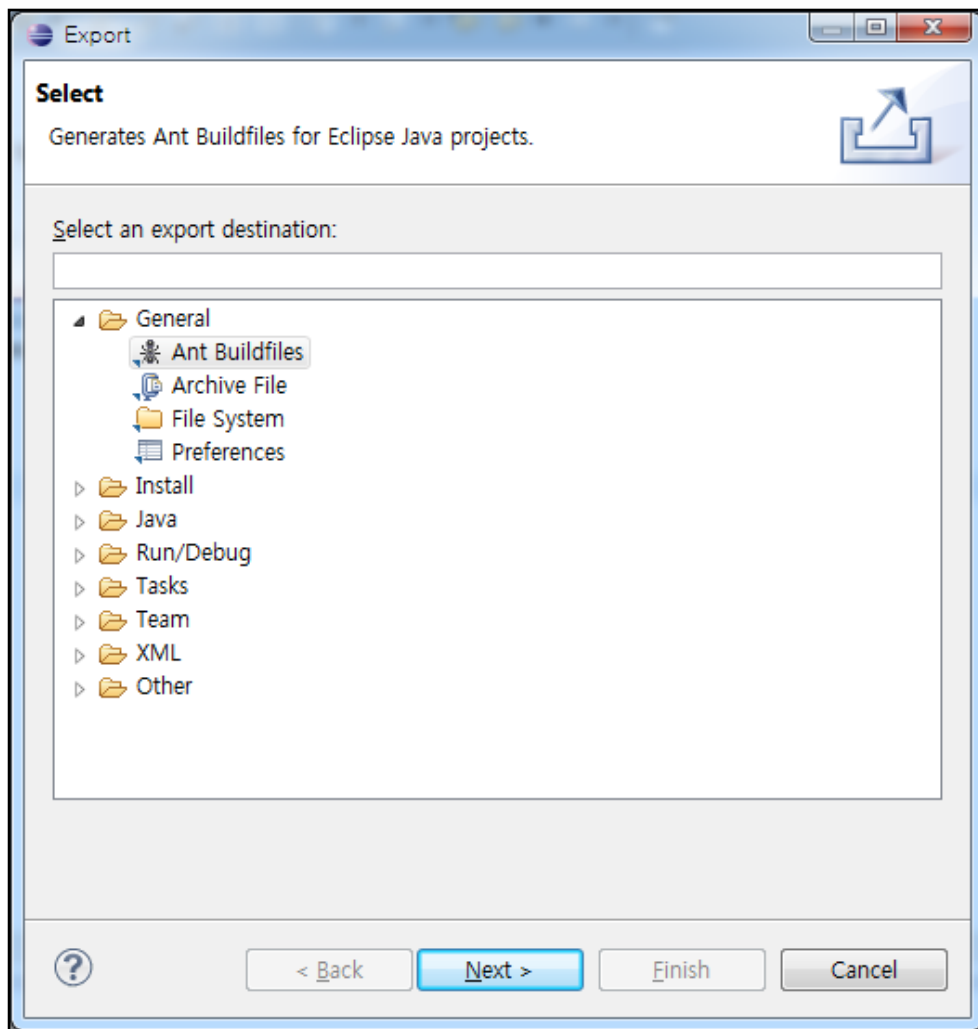 Export
Select
Generates Ant Buildfiles for Eclipse Java projects.
Select an export destination:
General
Ant Buildfiles
Archive File
File System
Preferences
Install
Java
Run/Debug
Tasks
Team
XML
Other
? < Back Next > Finish Cancel